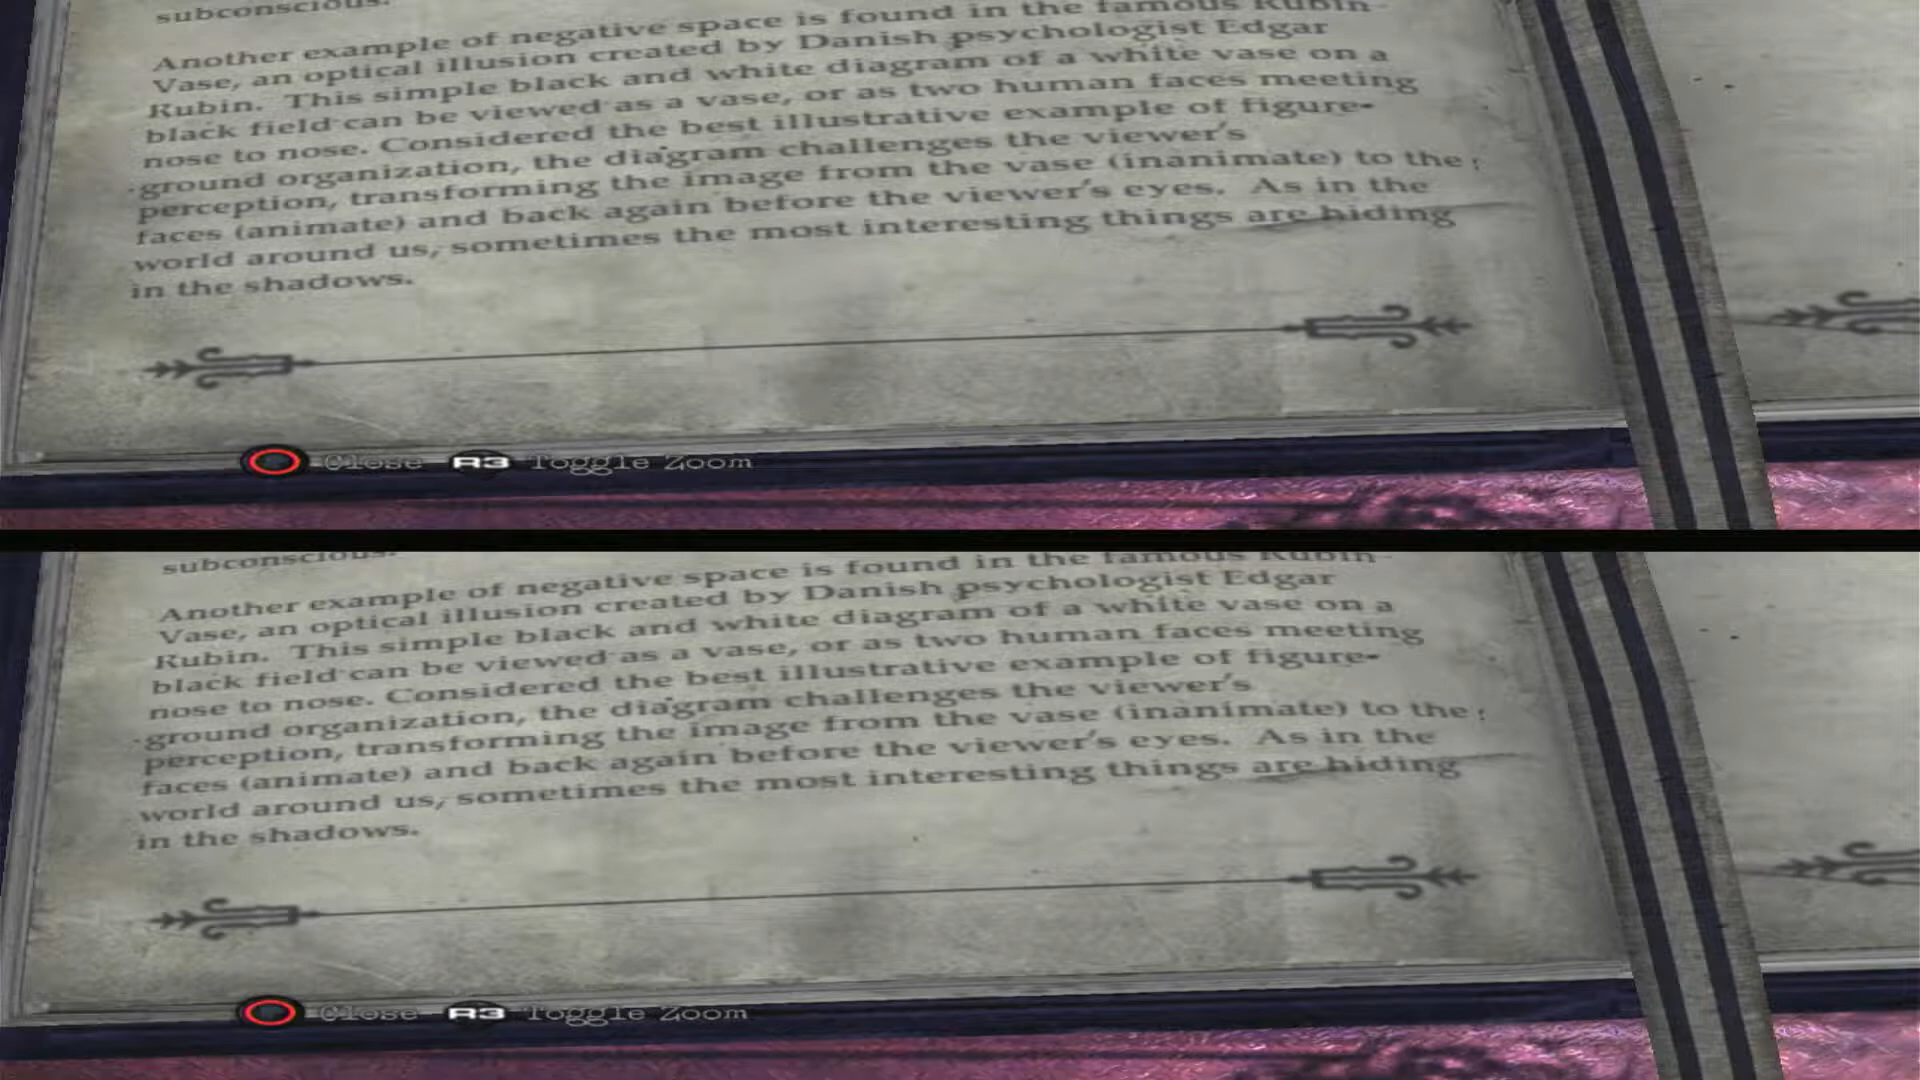 subconscious.
Another example of negative space is found in the famous Rubin
Vase, an optical illusion created by Danish psychologist Edgar
Rubin. This simple black and white diagram of a white vase on a
black field can be viewed as a vase, or as two human faces meeting
nose to nose. Considered the best illustrative example of figure-
ground organization, the diagram challenges the viewer's
perception, transforming the image from the vase (inanimate) to the
faces (animate) and back again before the viewer's eyes. As in the
world around us, sometimes the most interesting things are hiding
in the shadows.
Close R3 Toggle Zoom
subconscious.
Another example of negative space is found in the famous Rubin
Vase, an optical illusion created by Danish psychologist Edgar
Rubin. This simple black and white diagram of a white vase on a
black field can be viewed as a vase, or as two human faces meeting
nose to nose. Considered the best illustrative example of figure-
ground organization, the diagram challenges the viewer's
perception, transforming the image from the vase (inanimate) to the
faces (animate) and back again before the viewer's eyes. As in the
world around us, sometimes the most interesting things are hiding
in the shadows.
Close R3 Toggle Zoom